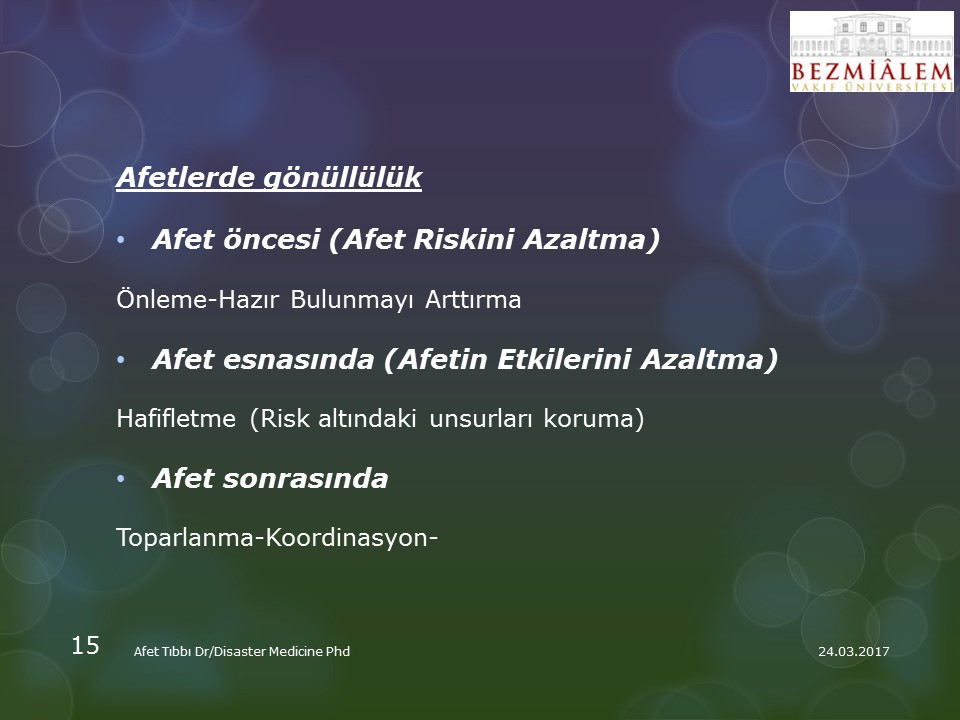 BEZMİÂLEM
VAKIF ÜNİVERSİTESİ
Afetlerde gönüllülük
• Afet öncesi (Afet Riskini Azaltma)
Önleme-Hazır Bulunmayı Arttırma
• Afet esnasında (Afetin Etkilerini Azaltma)
Hafifletme (Risk altındaki unsurları koruma)
• Afet sonrasında
Toparlanma-Koordinasyon-
15 Afet Tıbbı Dr/Disaster Medicine Phd 24.03.2017